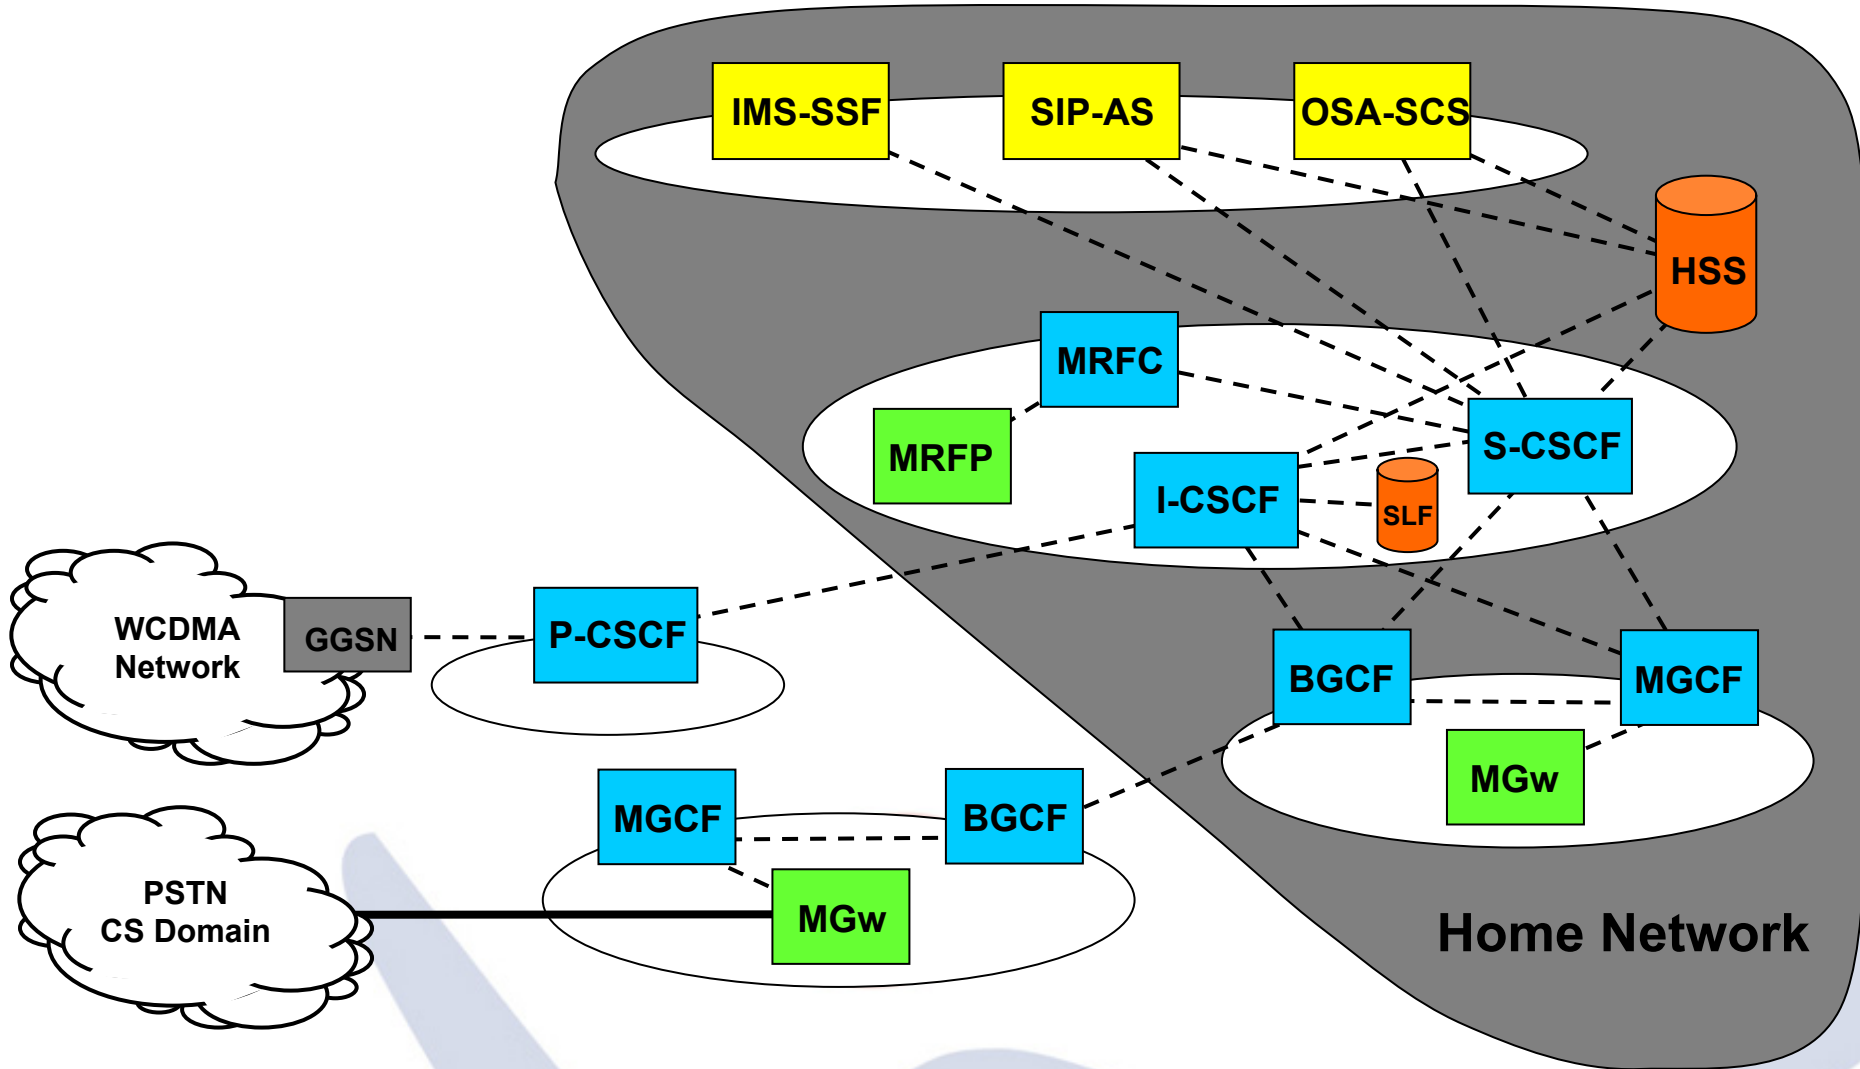 IMS-SSF
SIP-AS
OSA-SCS
HSS
MRFC
MRFP
S-CSCF
I-CSCF
SLF
WCDMA
Network
GGSN
P-CSCF
BGCF
MGCF
MGw
MGCF
BGCF
MGw
PSTN
CS Domain
Home Network